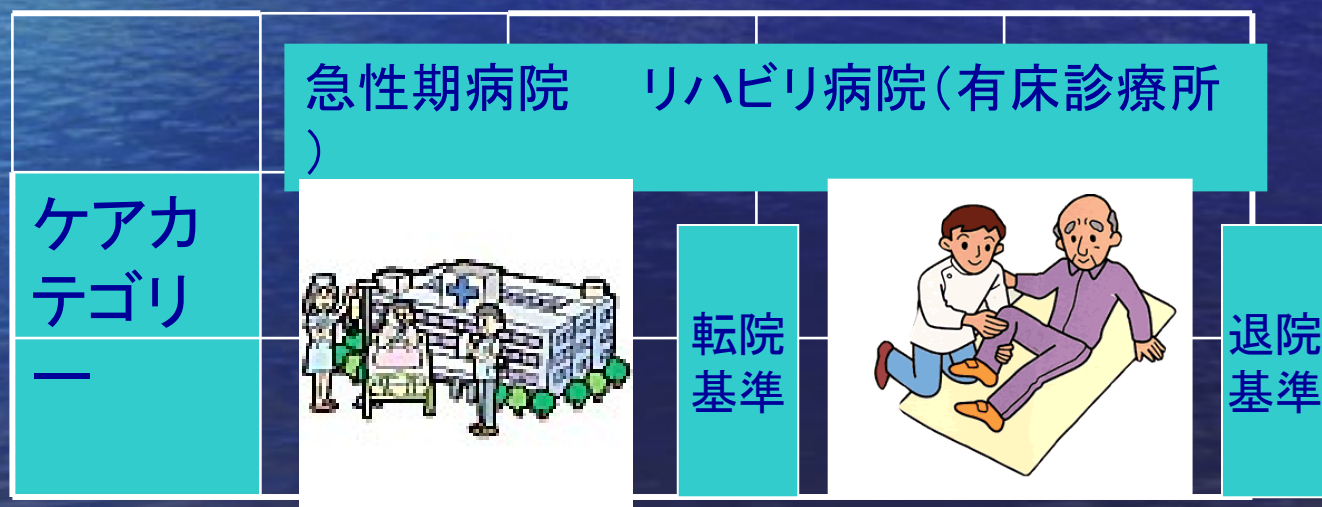 急性期病院　　リハビリ病院（有床診療所
）
ケアカ
テゴリ
ー
転院
基準
退院
基準